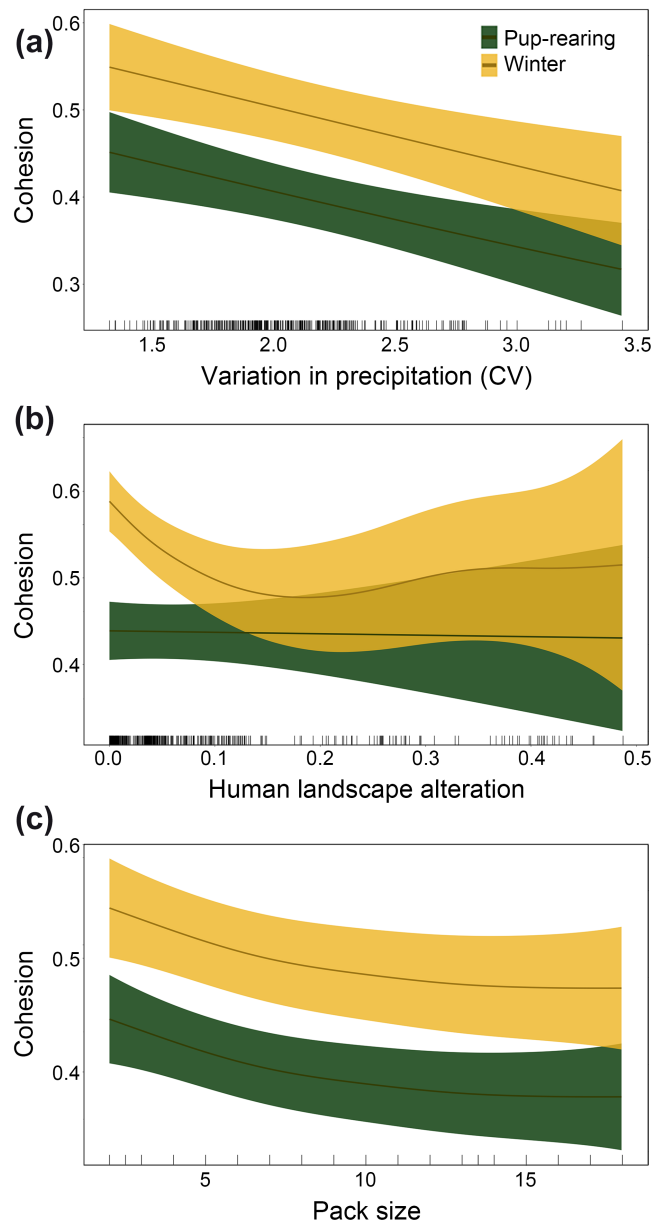 (a)
0.6
Pup-rearing
Winter
0.5
Cohesion
0.4
0.3
1.5 2.0 2.5 3.0 3.5
Variation in precipitation (CV)
(b)
0.6
Cohesion
0.5
0.4
0.0 0.1 0.2 0.3 0.4 0.5
Human landscape alteration
(c)
0.6
Cohesion
0.5
0.4
5 10 15
Pack size